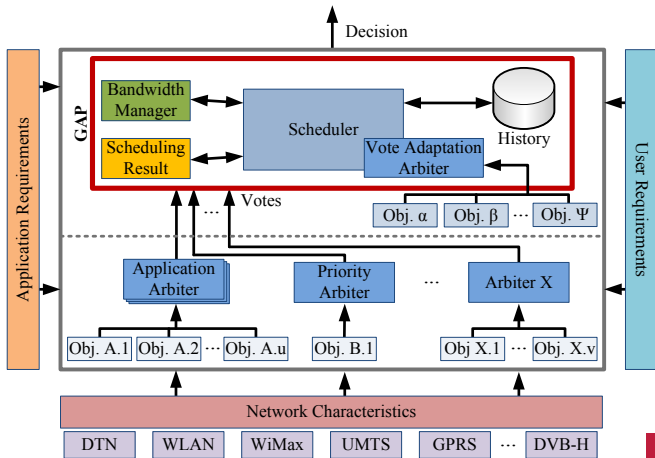 Decision
GAP
Bandwidth
Manager
Scheduler
History
Scheduling
Result
Vote Adaptation
Arbiter
...
Votes
Obj. α
Obj. β
...
Obj. Ψ
Application Requirements
User Requirements
Application
Arbiter
Priority
Arbiter
...
Arbiter X
Obj. A.1
Obj. A.2
...
Obj. A.u
Obj. B.1
Obj X.1
...
Obj. X.v
Network Characteristics
DTN
WLAN
WiMax
UMTS
GPRS
...
DVB-H